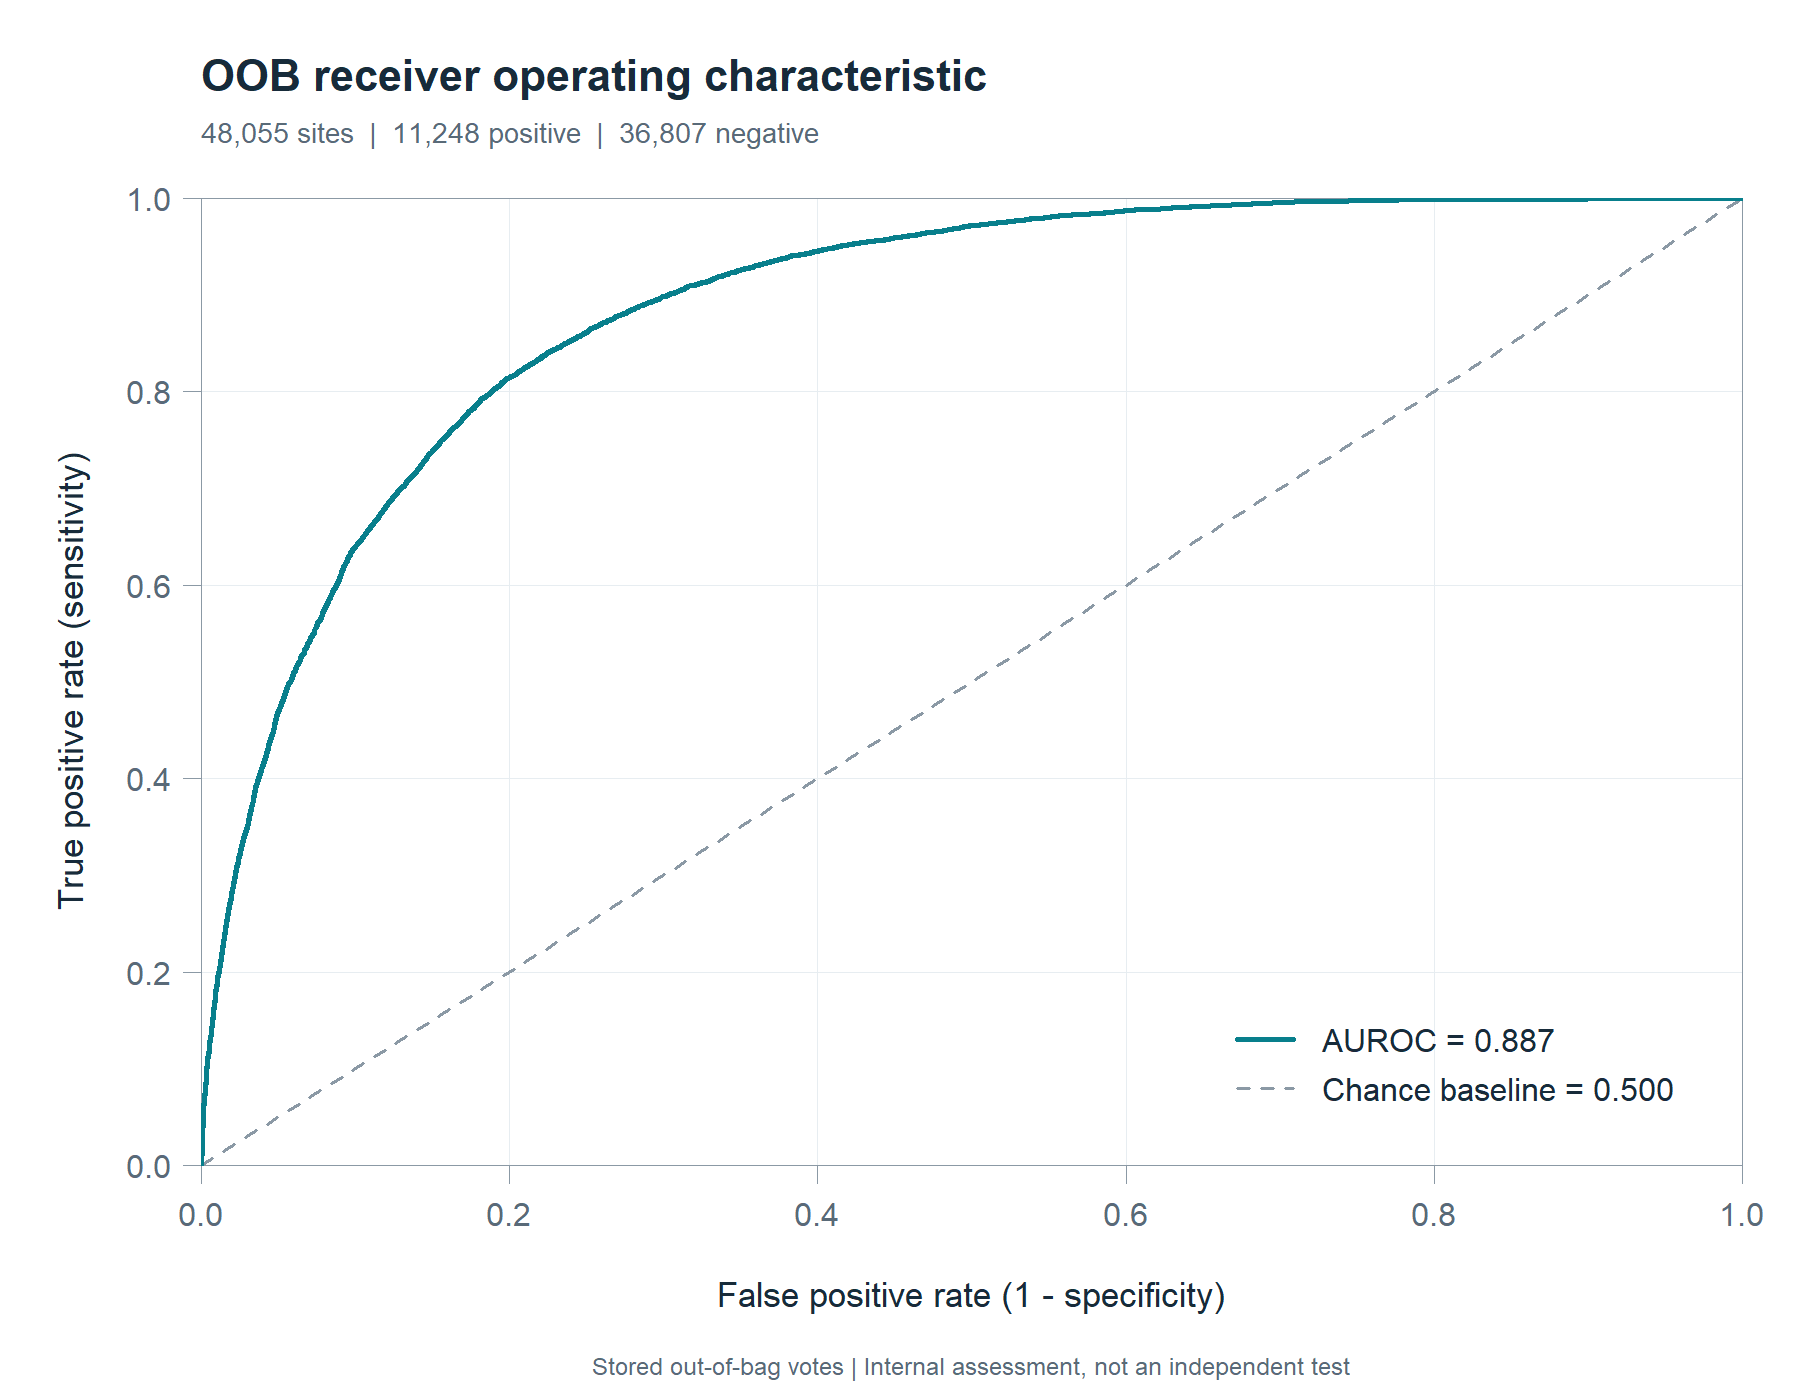 OOB receiver operating characteristic
48,055 sites | 11,248 positive | 36,807 negative
1.0
0.8
0.6
0.4
0.2
0.0
True positive rate (sensitivity)
AUROC = 0.887
Chance baseline = 0.500
0.0 0.2 0.4 0.6 0.8 1.0
False positive rate (1 - specificity)
Stored out-of-bag votes | Internal assessment, not an independent test